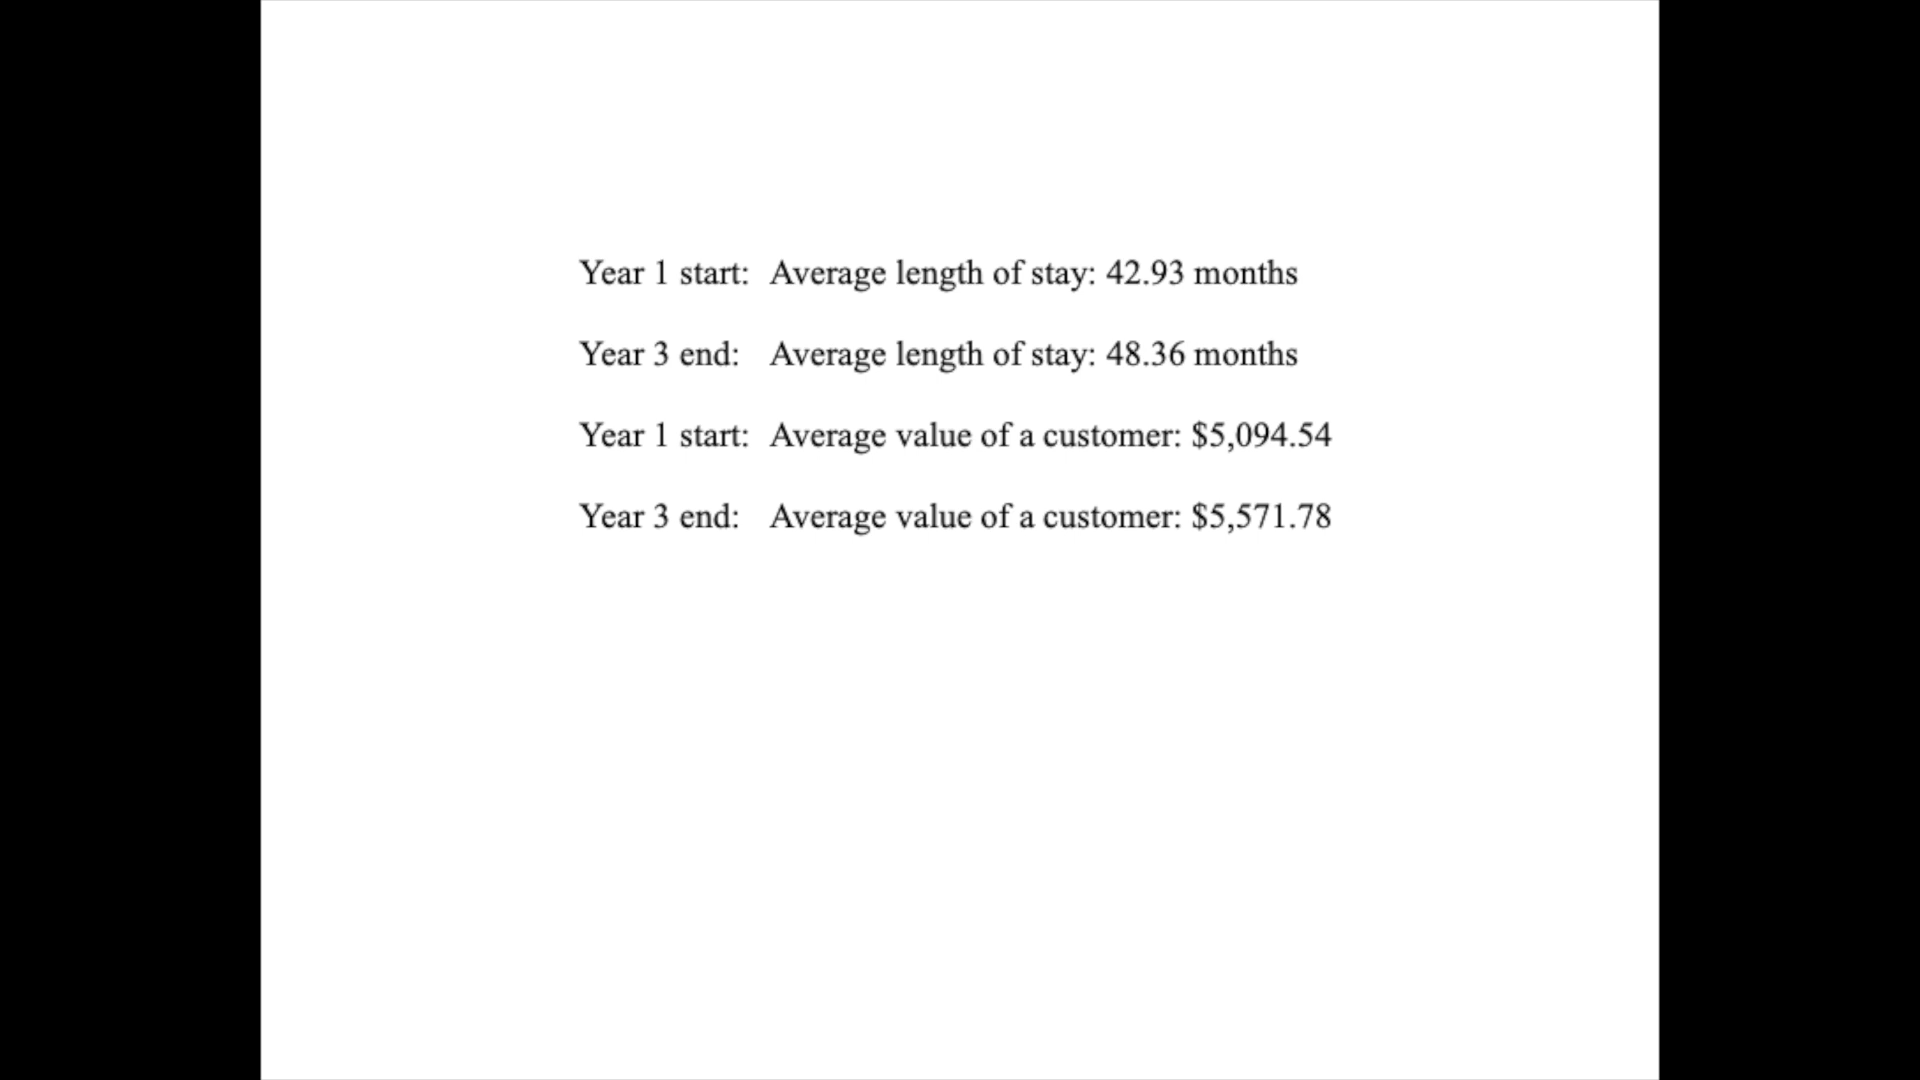 Year 1 start: Average length of stay: 42.93 months
Year 3 end: Average length of stay: 48.36 months
Year 1 start: Average value of a customer: $5,094.54
Year 3 end: Average value of a customer: $5,571.78